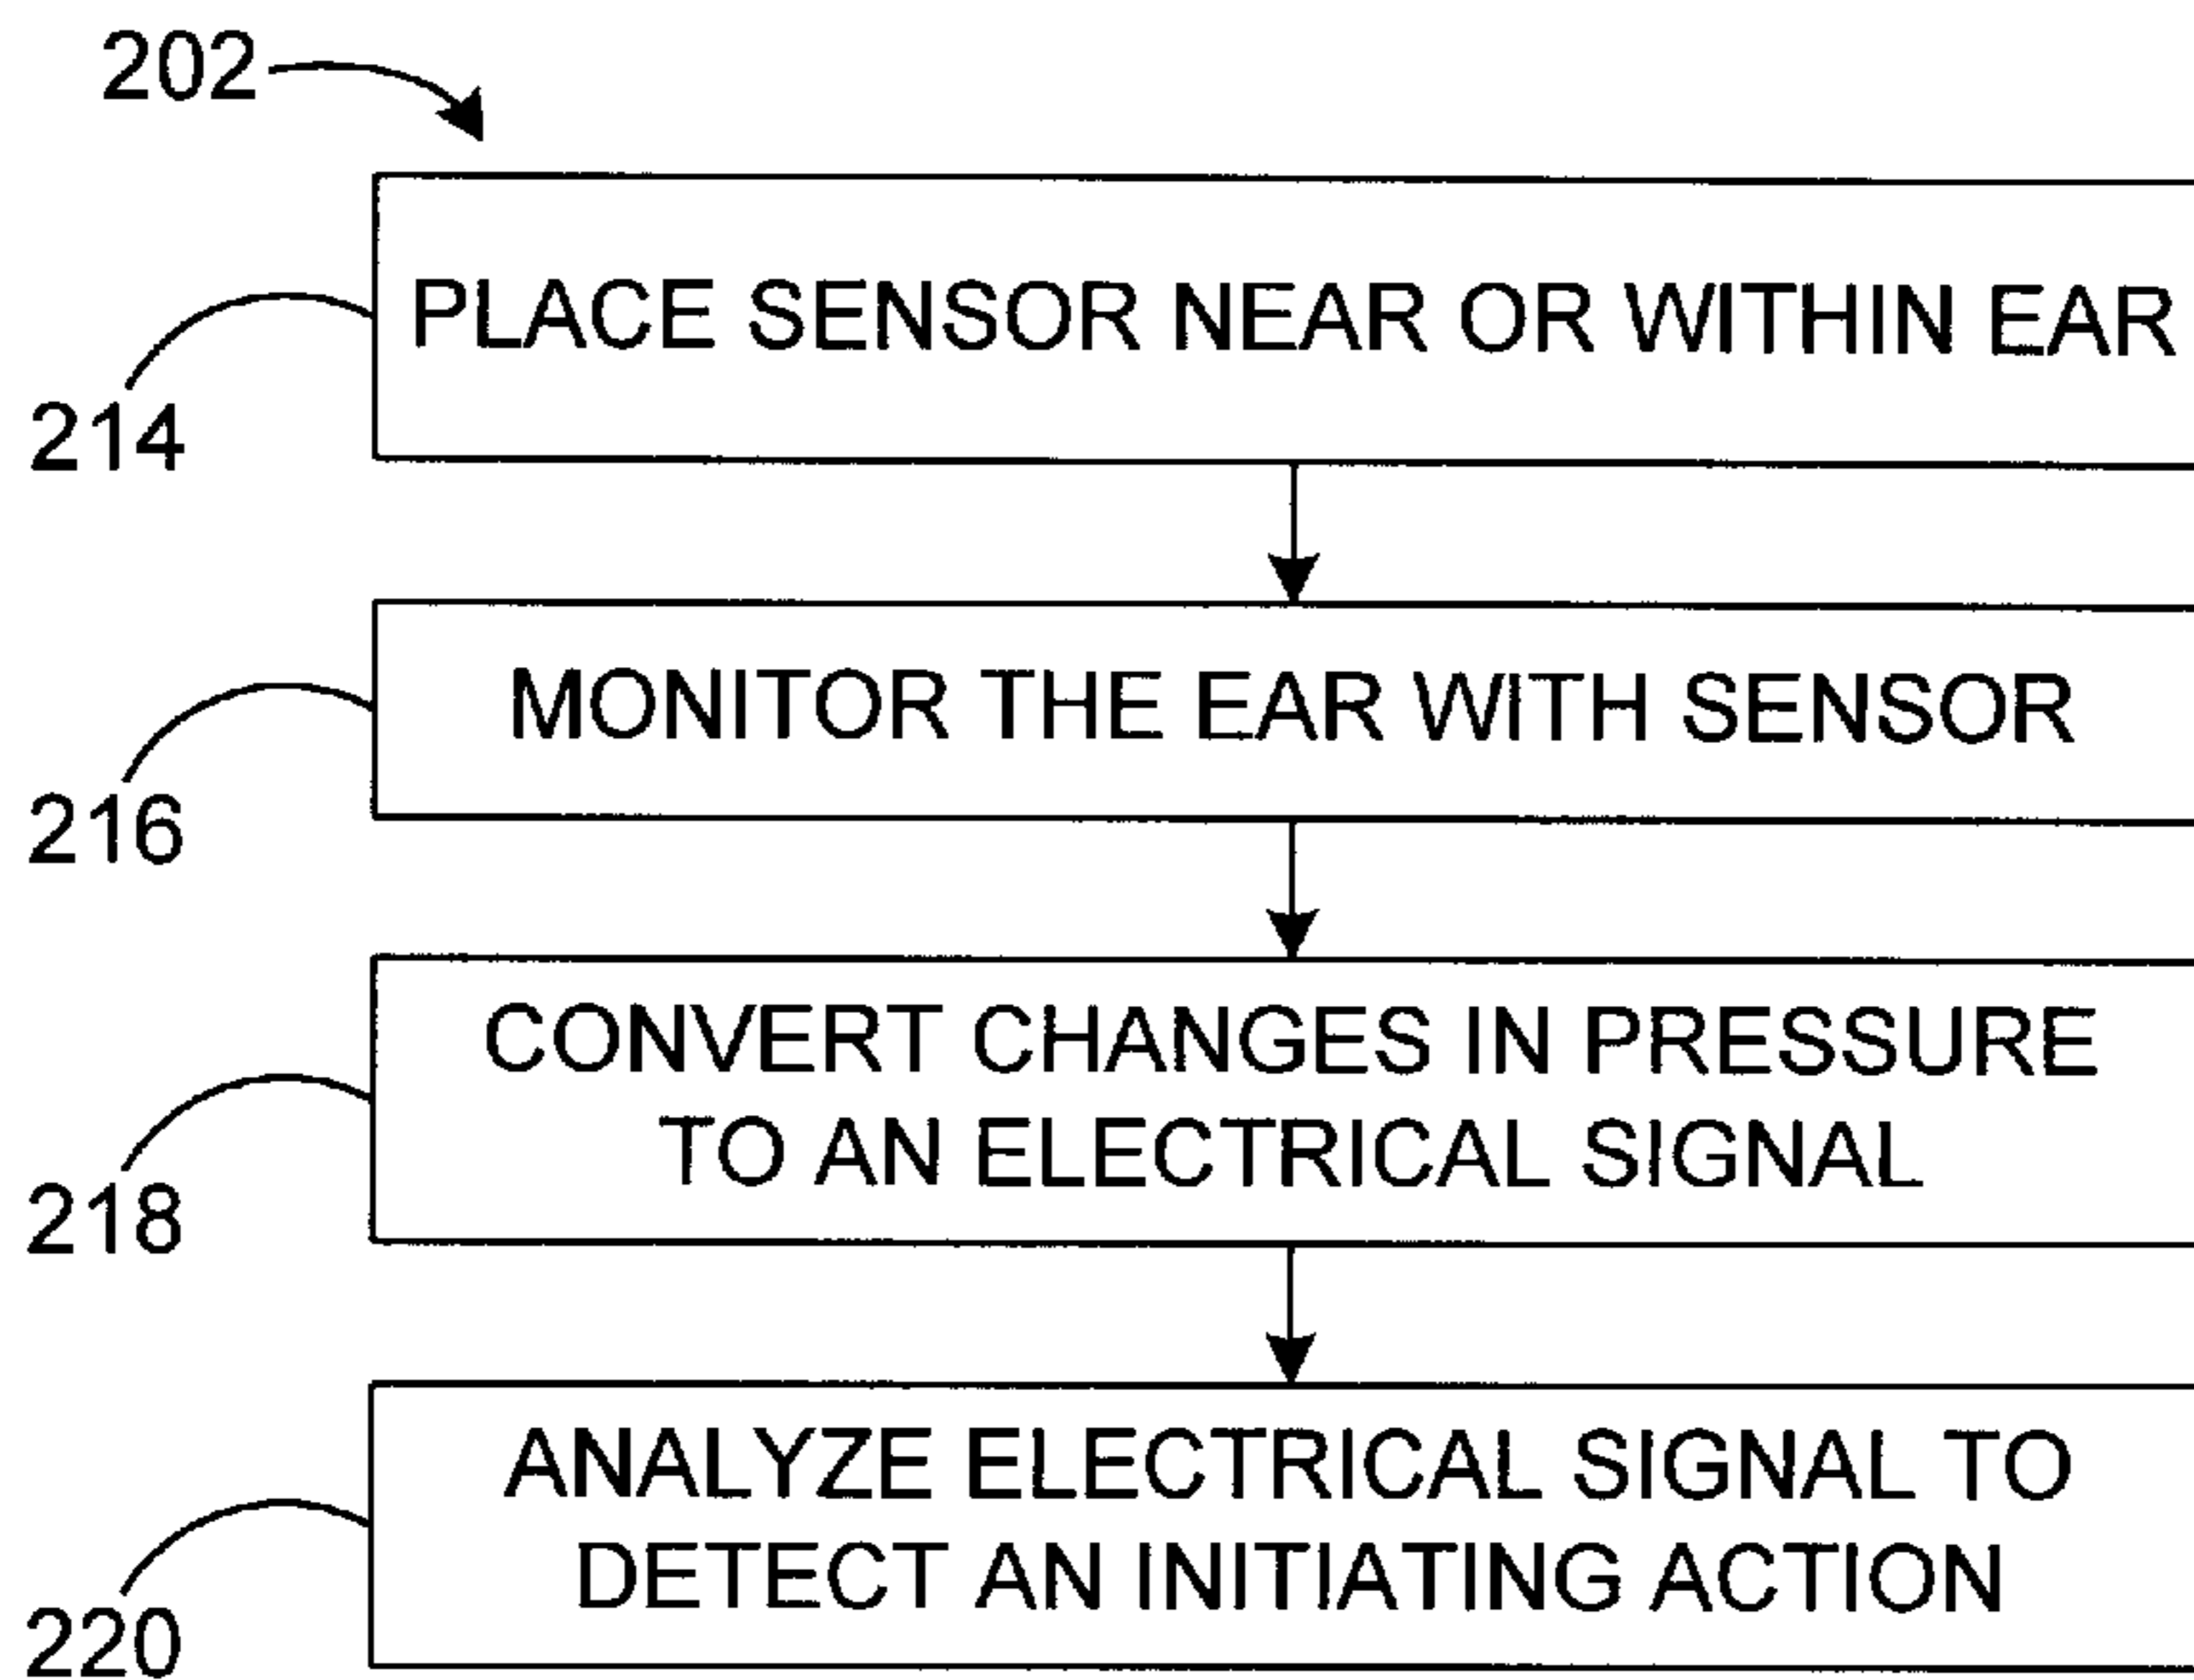 202
PLACE SENSOR NEAR OR WITHIN EAR
214
MONITOR THE EAR WITH SENSOR
216
CONVERT CHANGES IN PRESSURE
TO AN ELECTRICAL SIGNAL
218
ANALYZE ELECTRICAL SIGNAL TO
DETECT AN INITIATING ACTION
220